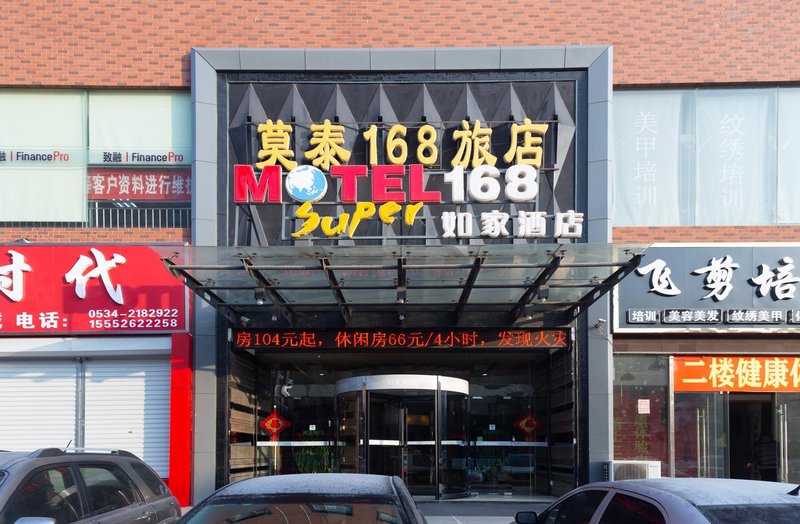 莫泰168旅店
MOTEL168
super 如家酒店
致融 | FinancePro
致融 | FinancePro
客户资料进行维护
时代
电话:
0534-2182922
15552622258
房104元起，休闲房66元/4小时，发现火灾
美甲培训
纹绣培训
飞剪培
培训
美容美发
纹绣美甲
二楼健康体